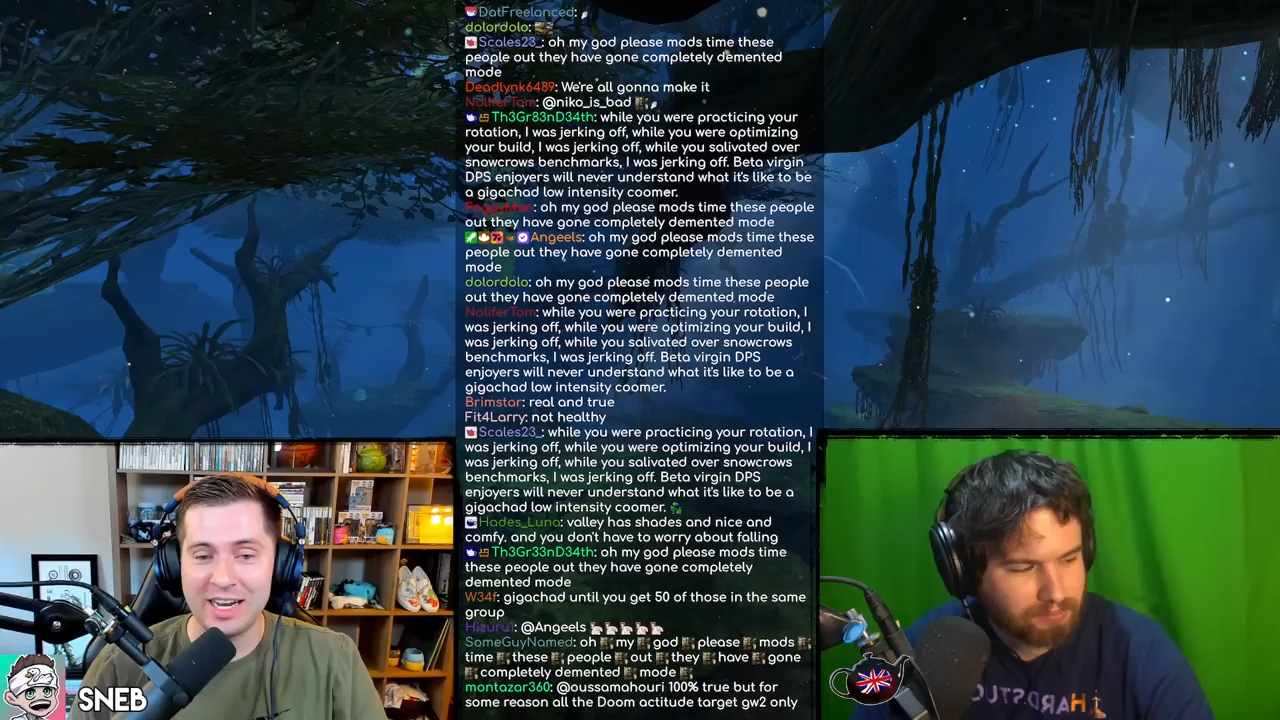 DatFreelanced:
dolordolo:
Scales23_: oh my god please mods time these
people out they have gone completely demented
mode
Deadlynk6489: We're all gonna make it
NoliferTom: @niko_is_bad
Th3Gr33nD34th: while you were practicing your
rotation, I was jerking off, while you were optimizing
your build, I was jerking off, while you salivated over
snowcrows benchmarks, I was jerking off. Beta virgin
DPS enjoyers will never understand what it's like to be
a gigachad low intensity coomer.
: oh my god please mods time these people
out they have gone completely demented mode
Angeels: oh my god please mods time these
people out they have gone completely demented
mode
dolordolo: oh my god please mods time these people
out they have gone completely demented mode
NoliferTom: while you were practicing your rotation, I
was jerking off, while you were optimizing your build, I
was jerking off, while you salivated over snowcrows
benchmarks, I was jerking off. Beta virgin DPS
enjoyers will never understand what it's like to be a
gigachad low intensity coomer.
Brimstar: real and true
Fit4Larry: not healthy
Scales23_: while you were practicing your rotation, I
was jerking off, while you were optimizing your build, I
was jerking off, while you salivated over snowcrows
benchmarks, I was jerking off. Beta virgin DPS
enjoyers will never understand what it's like to be a
gigachad low intensity coomer.
Hades_Luna: valley has shades and nice and
comfy. and you don't have to worry about falling
Th3Gr33nD34th: oh my god please mods time
these people out they have gone completely
demented mode
W34f: gigachad until you get 50 of those in the same
group
Hizuru1: @Angeels
SomeGuyNamed: oh my god please mods
time these people out they have gone
completely demented mode
montazar360: @oussamahouri 100% true but for
some reason all the Doom actitude target gw2 only
SNEB